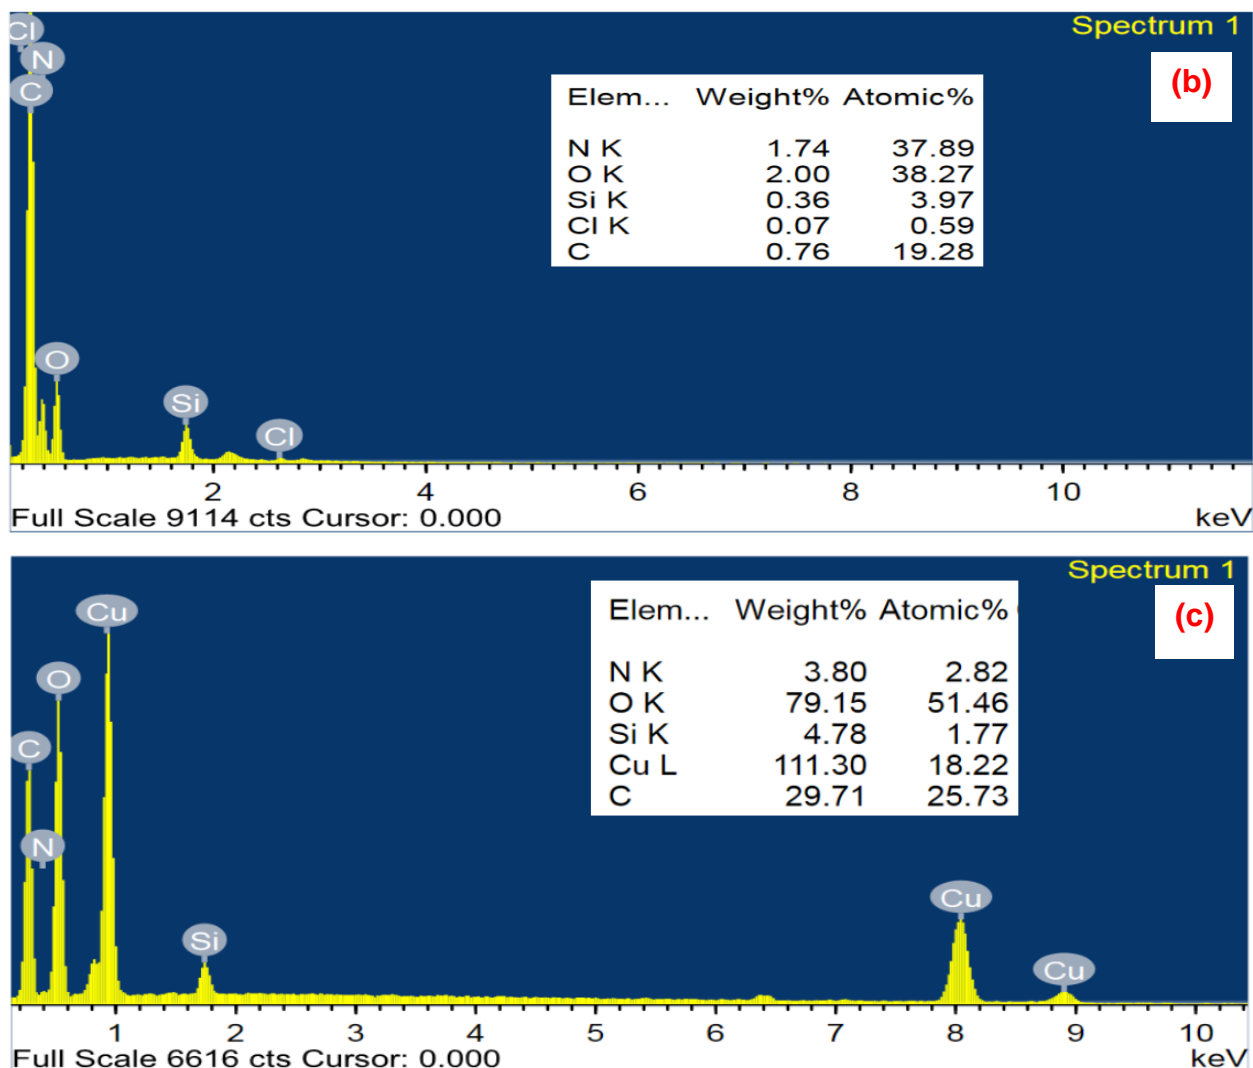 Spectrum 1
(b)
Cl
N
C
Elem... Weight% Atomic%
N K 1.74 37.89
O K 2.00 38.27
Si K 0.36 3.97
Cl K 0.07 0.59
C 0.76 19.28
O
Si
Cl
2 4 6 8 10
Full Scale 9114 cts Cursor: 0.000 keV
Spectrum 1
(c)
Cu
O
C
N
Elem... Weight% Atomic%
N K 3.80 2.82
O K 79.15 51.46
Si K 4.78 1.77
Cu L 111.30 18.22
C 29.71 25.73
Si
Cu
Cu
1 2 3 4 5 6 7 8 9 10
Full Scale 6616 cts Cursor: 0.000 keV